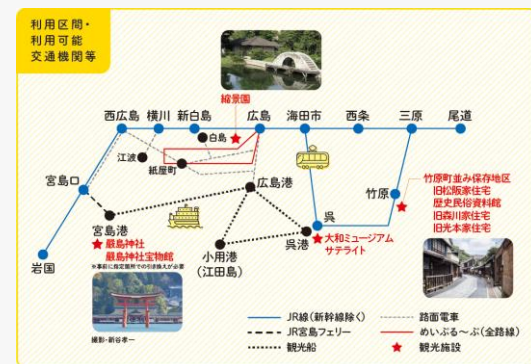 利用区間・
利用可能
交通機関等
縮景園
西広島
横川
新白島
白島
広島
海田市
西条
三原
尾道
江波
紙屋町
宮島口
広島港
竹原
竹原町並み保存地区
旧松阪家住宅
歴史民俗資料館
旧森川家住宅
旧光本家住宅
宮島港
厳島神社
厳島神社宝物館
※事前に指定箇所での引き換えが必要
小用港
(江田島)
呉港
呉
大和ミュージアム
サテライト
岩国
撮影・新谷孝一
JR線(新幹線除く)
路面電車
JR宮島フェリー
めいぷる~ぷ(全路線)
観光船
観光施設